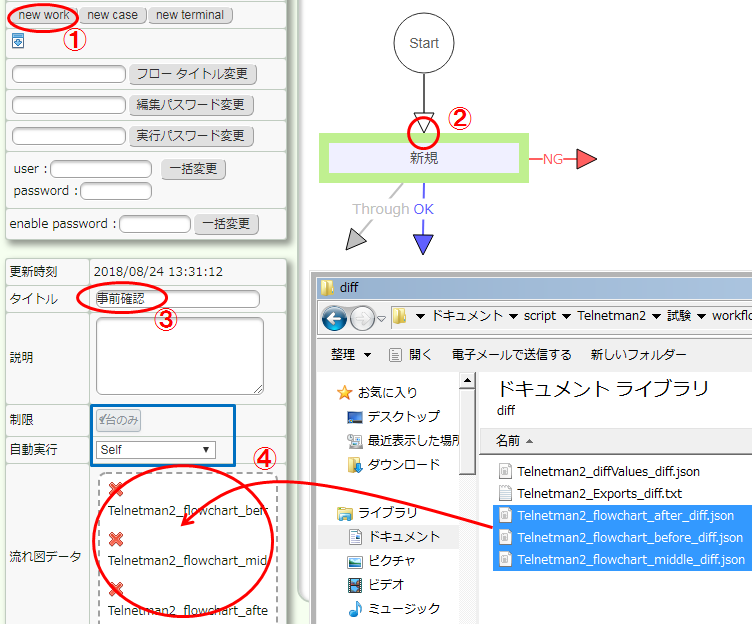 new work
new case
new terminal
①
フロー タイトル変更
編集パスワード変更
実行パスワード変更
user :
一括変更
password :
enable password :
一括変更
更新時刻
2018/08/24 13:31:12
タイトル
事前確認
③
説明
制限
1台のみ
自動実行
Self
④
流れ図データ
Telnetman2_flowchart_befr
Telnetman2_flowchart_mid
Telnetman2_flowchart_afte
Start
②
新規
NG
Through
OK
diff
ドキュメント
script
Telnetman2
試験
workflo
整理
開く
電子メールで送信する
新しいフォルダー
お気に入り
デスクトップ
最近表示した場所
ダウンロード
ライブラリ
ドキュメント
ピクチャ
ビデオ
ミュージック
ドキュメント ライブラリ
diff
名前
Telnetman2_diffValues_diff.json
Telnetman2_Exports_diff.txt
Telnetman2_flowchart_after_diff.json
Telnetman2_flowchart_before_diff.json
Telnetman2_flowchart_middle_diff.json